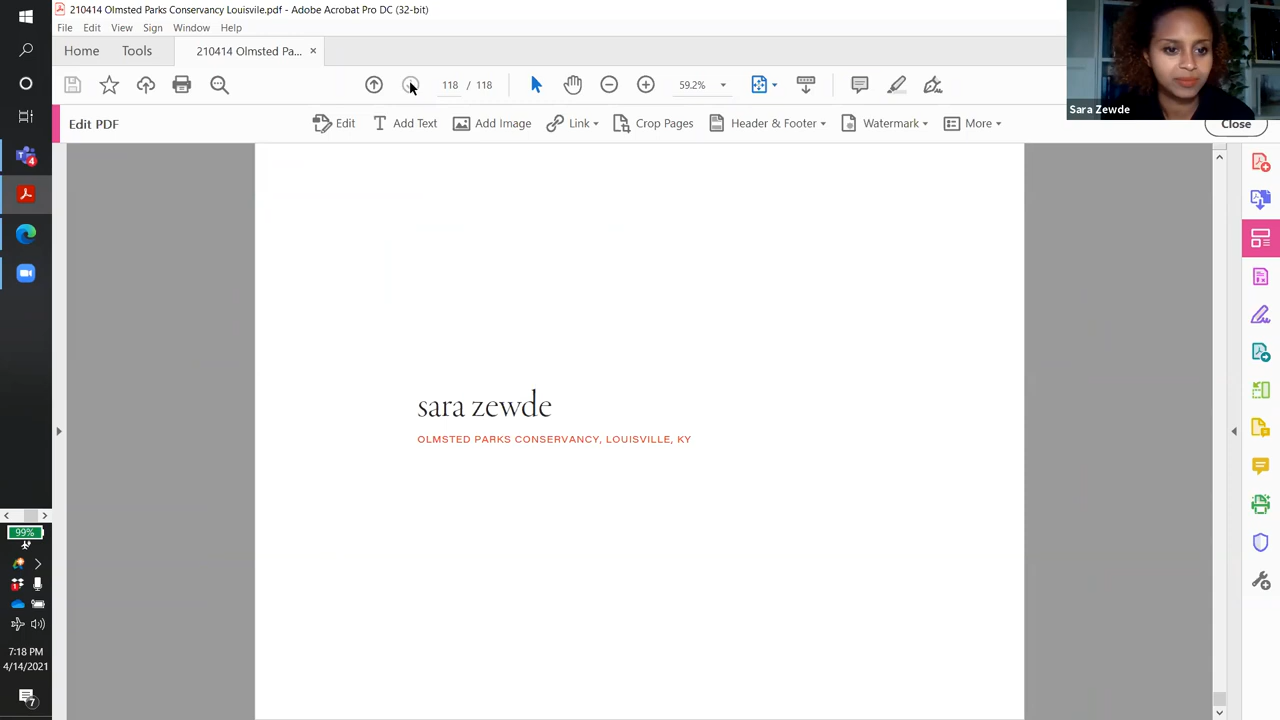 210414 Olmsted Parks Conservancy Louisvile.pdf - Adobe Acrobat Pro DC (32-bit)
File Edit View Sign Window Help
Home Tools 210414 Olmsted Pa... ×
118 / 118 59.2%
Edit PDF Edit Add Text Add Image Link Crop Pages Header & Footer Watermark More Close
Sara Zewde
4
sara zewde
OLMSTED PARKS CONSERVANCY, LOUISVILLE, KY
99%
7:18 PM
4/14/2021
7